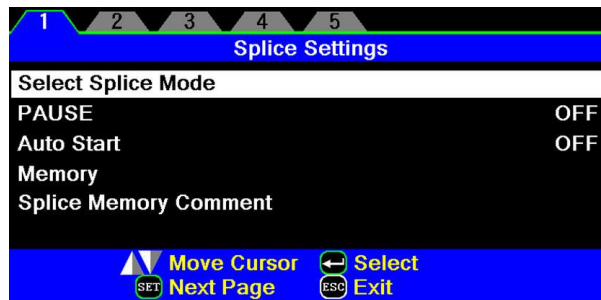 1 2 3 4 5
Splice Settings
Select Splice Mode
PAUSE OFF
Auto Start OFF
Memory
Splice Memory Comment
Move Cursor Select
SET Next Page ESC Exit